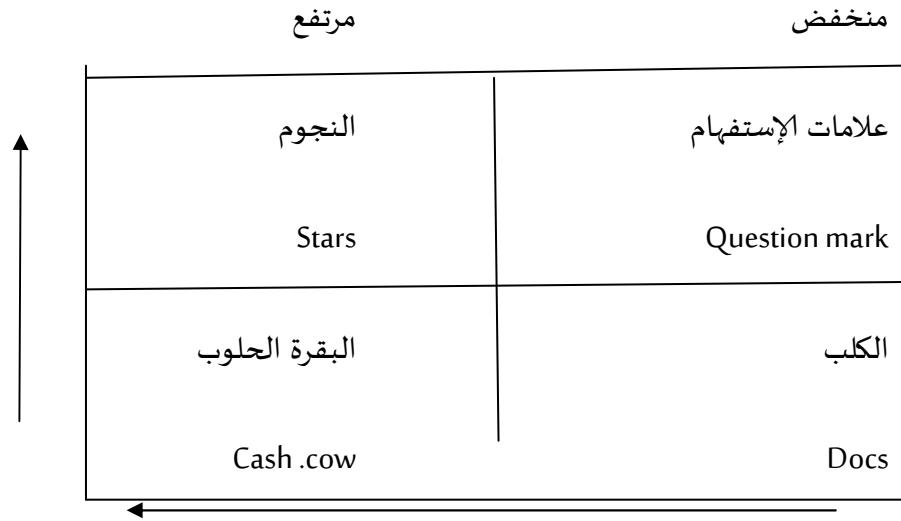 منخفض
مرتفع
علامات الإستفهام
النجوم
Question mark
Stars
الكلب
البقرة الحلوب
Docs
Cash .cow